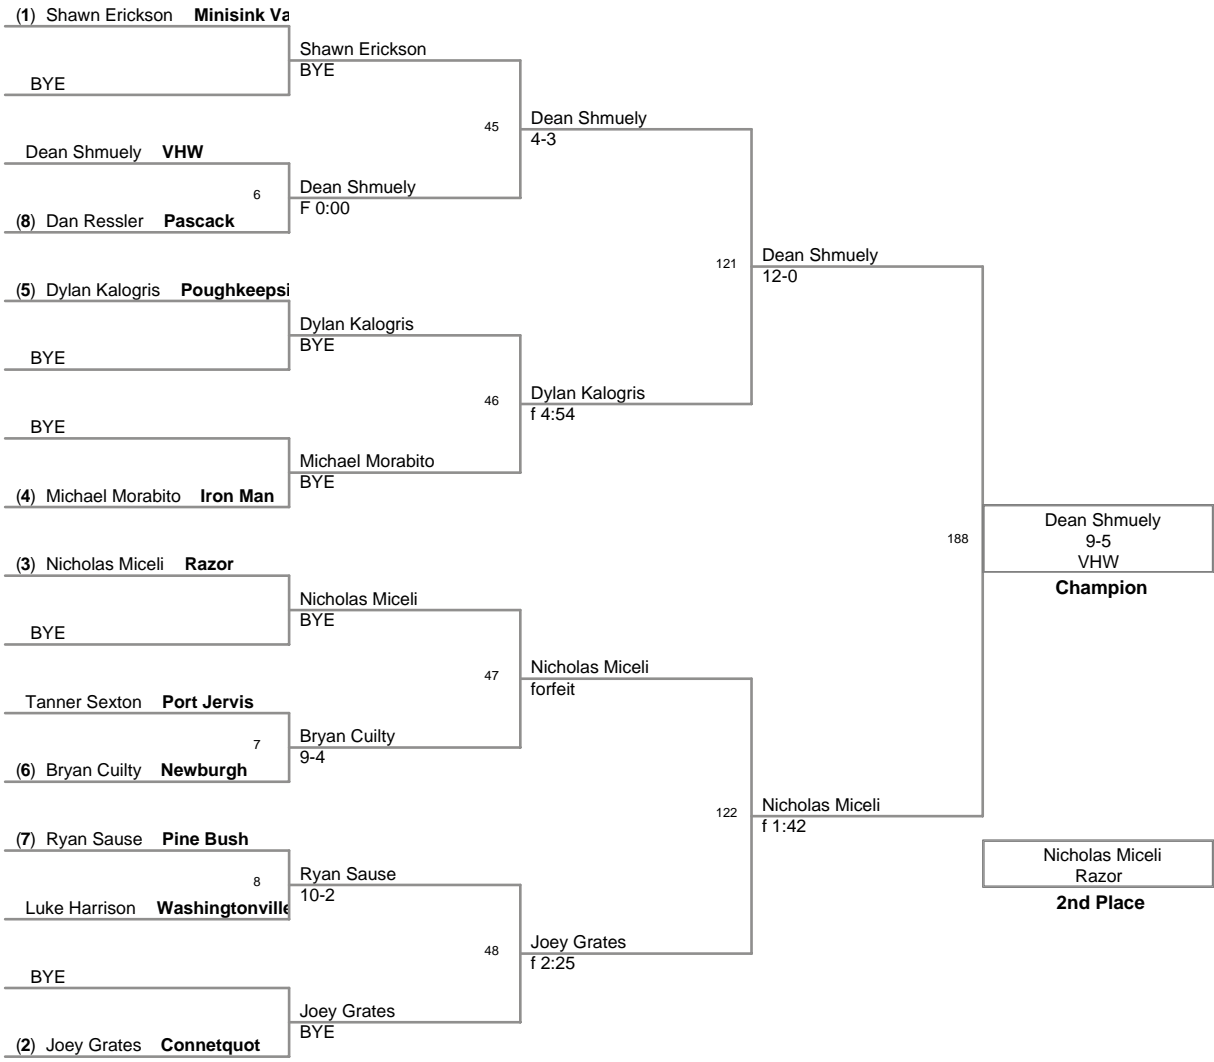 (1) Shawn Erickson Minisink Va
Shawn Erickson
BYE
BYE
45
Dean Shmuely
4-3
Dean Shmuely VHW
6
Dean Shmuely
F 0:00
(8) Dan Ressler Pascack
121
Dean Shmuely
12-0
(5) Dylan Kalogris Poughkeepsi
Dylan Kalogris
BYE
BYE
46
Dylan Kalogris
f 4:54
BYE
Michael Morabito
BYE
(4) Michael Morabito Iron Man
188
Dean Shmuely
9-5
VHW
Champion
(3) Nicholas Miceli Razor
Nicholas Miceli
BYE
BYE
47
Nicholas Miceli
forfeit
Tanner Sexton Port Jervis
7
Bryan Cuilty
9-4
(6) Bryan Cuilty Newburgh
122
Nicholas Miceli
f 1:42
(7) Ryan Sause Pine Bush
8
Ryan Sause
10-2
Luke Harrison Washingtonville
48
Joey Grates
f 2:25
BYE
Joey Grates
BYE
(2) Joey Grates Connetquot
Nicholas Miceli
Razor
2nd Place